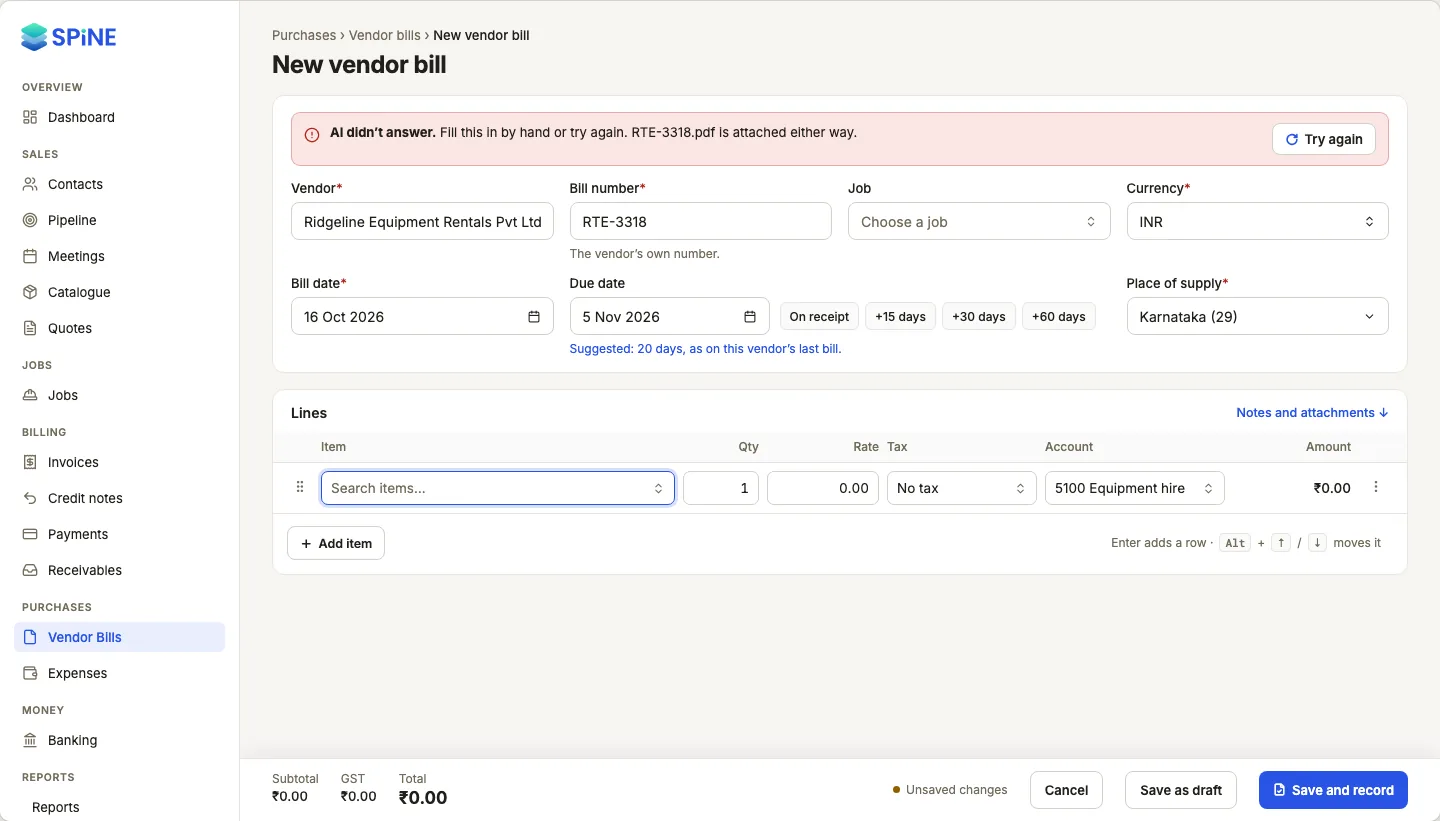 SPiNE
OVERVIEW
Dashboard
SALES
Contacts
Pipeline
Meetings
Catalogue
Quotes
JOBS
Jobs
BILLING
Invoices
Credit notes
Payments
Receivables
PURCHASES
Vendor Bills
Expenses
MONEY
Banking
REPORTS
Reports
Purchases › Vendor bills › New vendor bill
New vendor bill
AI didn’t answer. Fill this in by hand or try again. RTE-3318.pdf is attached either way.
Try again
Vendor* Bill number* Job Currency*
Ridgeline Equipment Rentals Pvt Ltd RTE-3318 Choose a job INR
The vendor’s own number.
Bill date* Due date Place of supply*
16 Oct 2026 5 Nov 2026 On receipt +15 days +30 days +60 days Karnataka (29)
Suggested: 20 days, as on this vendor’s last bill.
Lines Notes and attachments ↓
Item Qty Rate Tax Account Amount
Search items... 1 0.00 No tax 5100 Equipment hire ₹0.00
+ Add item Enter adds a row · Alt + ↑ / ↓ moves it
Subtotal GST Total
₹0.00 ₹0.00 ₹0.00
Unsaved changes Cancel Save as draft Save and record